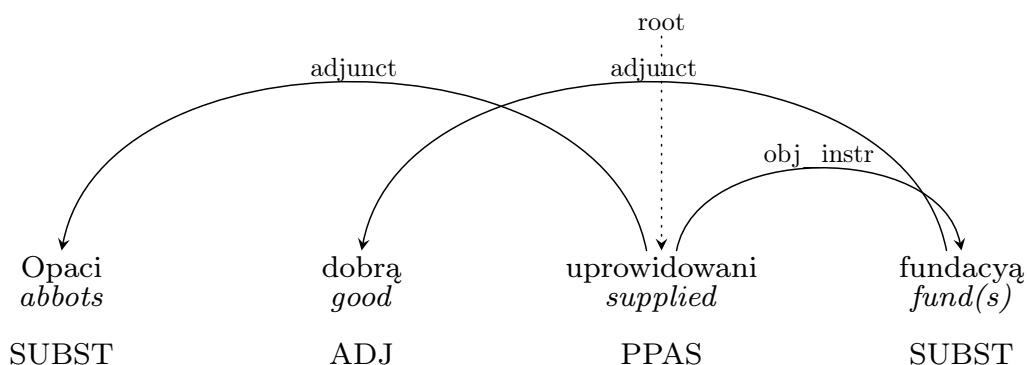 root
adjunct adjunct
obj_instr
Opaci dobrą uprowidowani fundacyą
abbots good supplied fund(s)
SUBST ADJ PPAS SUBST